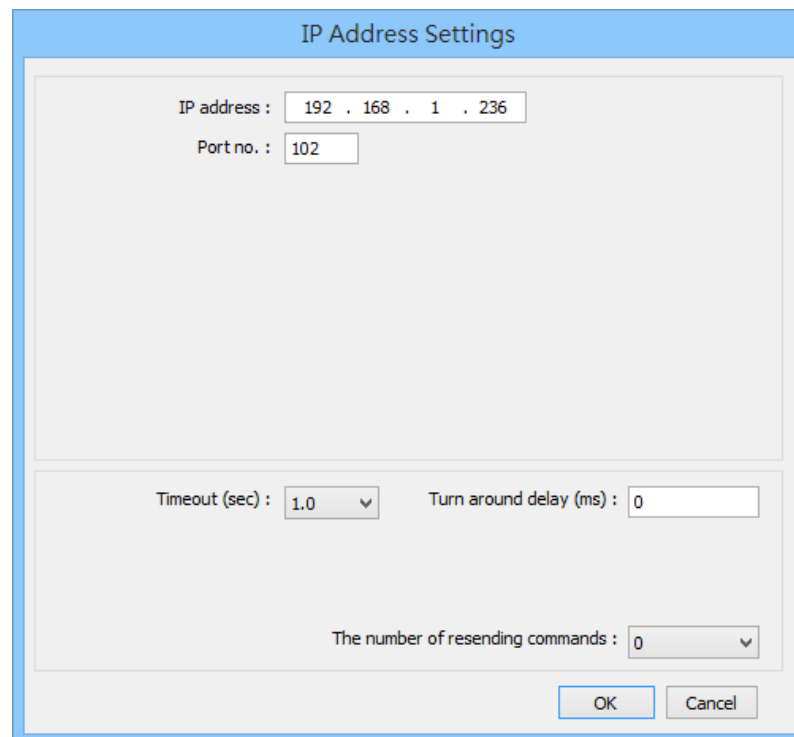 IP Address Settings
IP address : 192 . 168 . 1 . 236
Port no. : 102
Timeout (sec) : 1.0 Turn around delay (ms) : 0
The number of resending commands : 0
OK Cancel